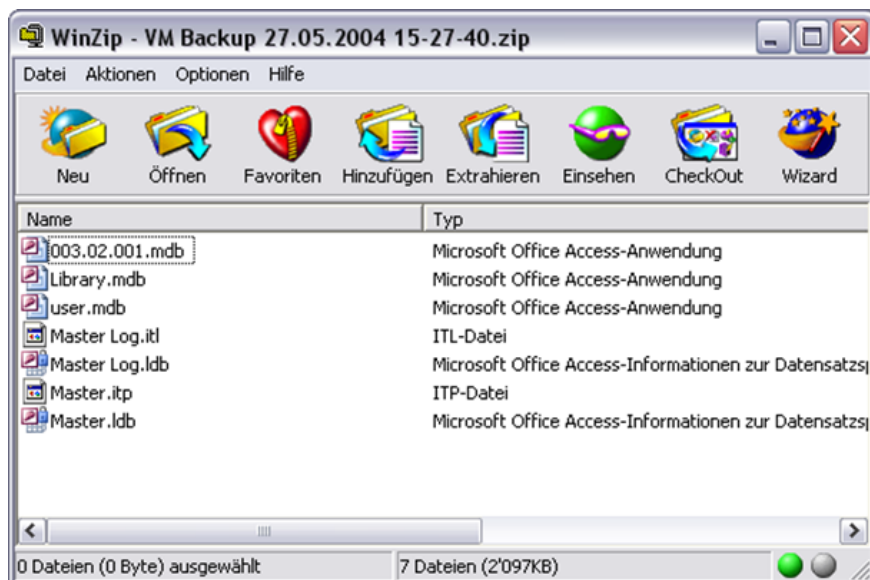 WinZip - VM Backup 27.05.2004 15-27-40.zip
Datei Aktionen Optionen Hilfe
Neu Öffnen Favoriten Hinzufügen Extrahieren Einsehen CheckOut Wizard
Name Typ
003.02.001.mdb Microsoft Office Access-Anwendung
Library.mdb Microsoft Office Access-Anwendung
user.mdb Microsoft Office Access-Anwendung
Master Log.itl ITL-Datei
Master Log.ldb Microsoft Office Access-Informationen zur Datensatzsp
Master.itp ITP-Datei
Master.ldb Microsoft Office Access-Informationen zur Datensatzsp
0 Dateien (0 Byte) ausgewählt 7 Dateien (2'097KB)